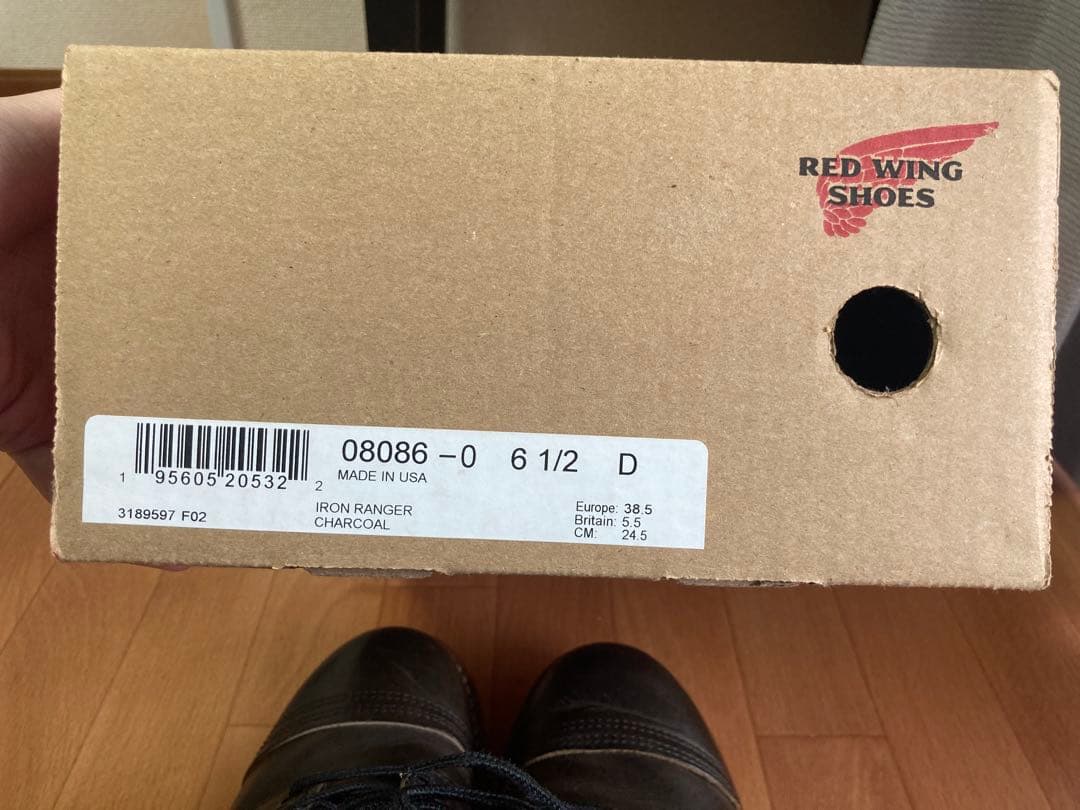 RED WING
SHOES
08086 – 0 6 1/2 D
MADE IN USA
1 95605 20532 2
3189597 F02
IRON RANGER
CHARCOAL
Europe: 38.5
Britain: 5.5
CM: 24.5